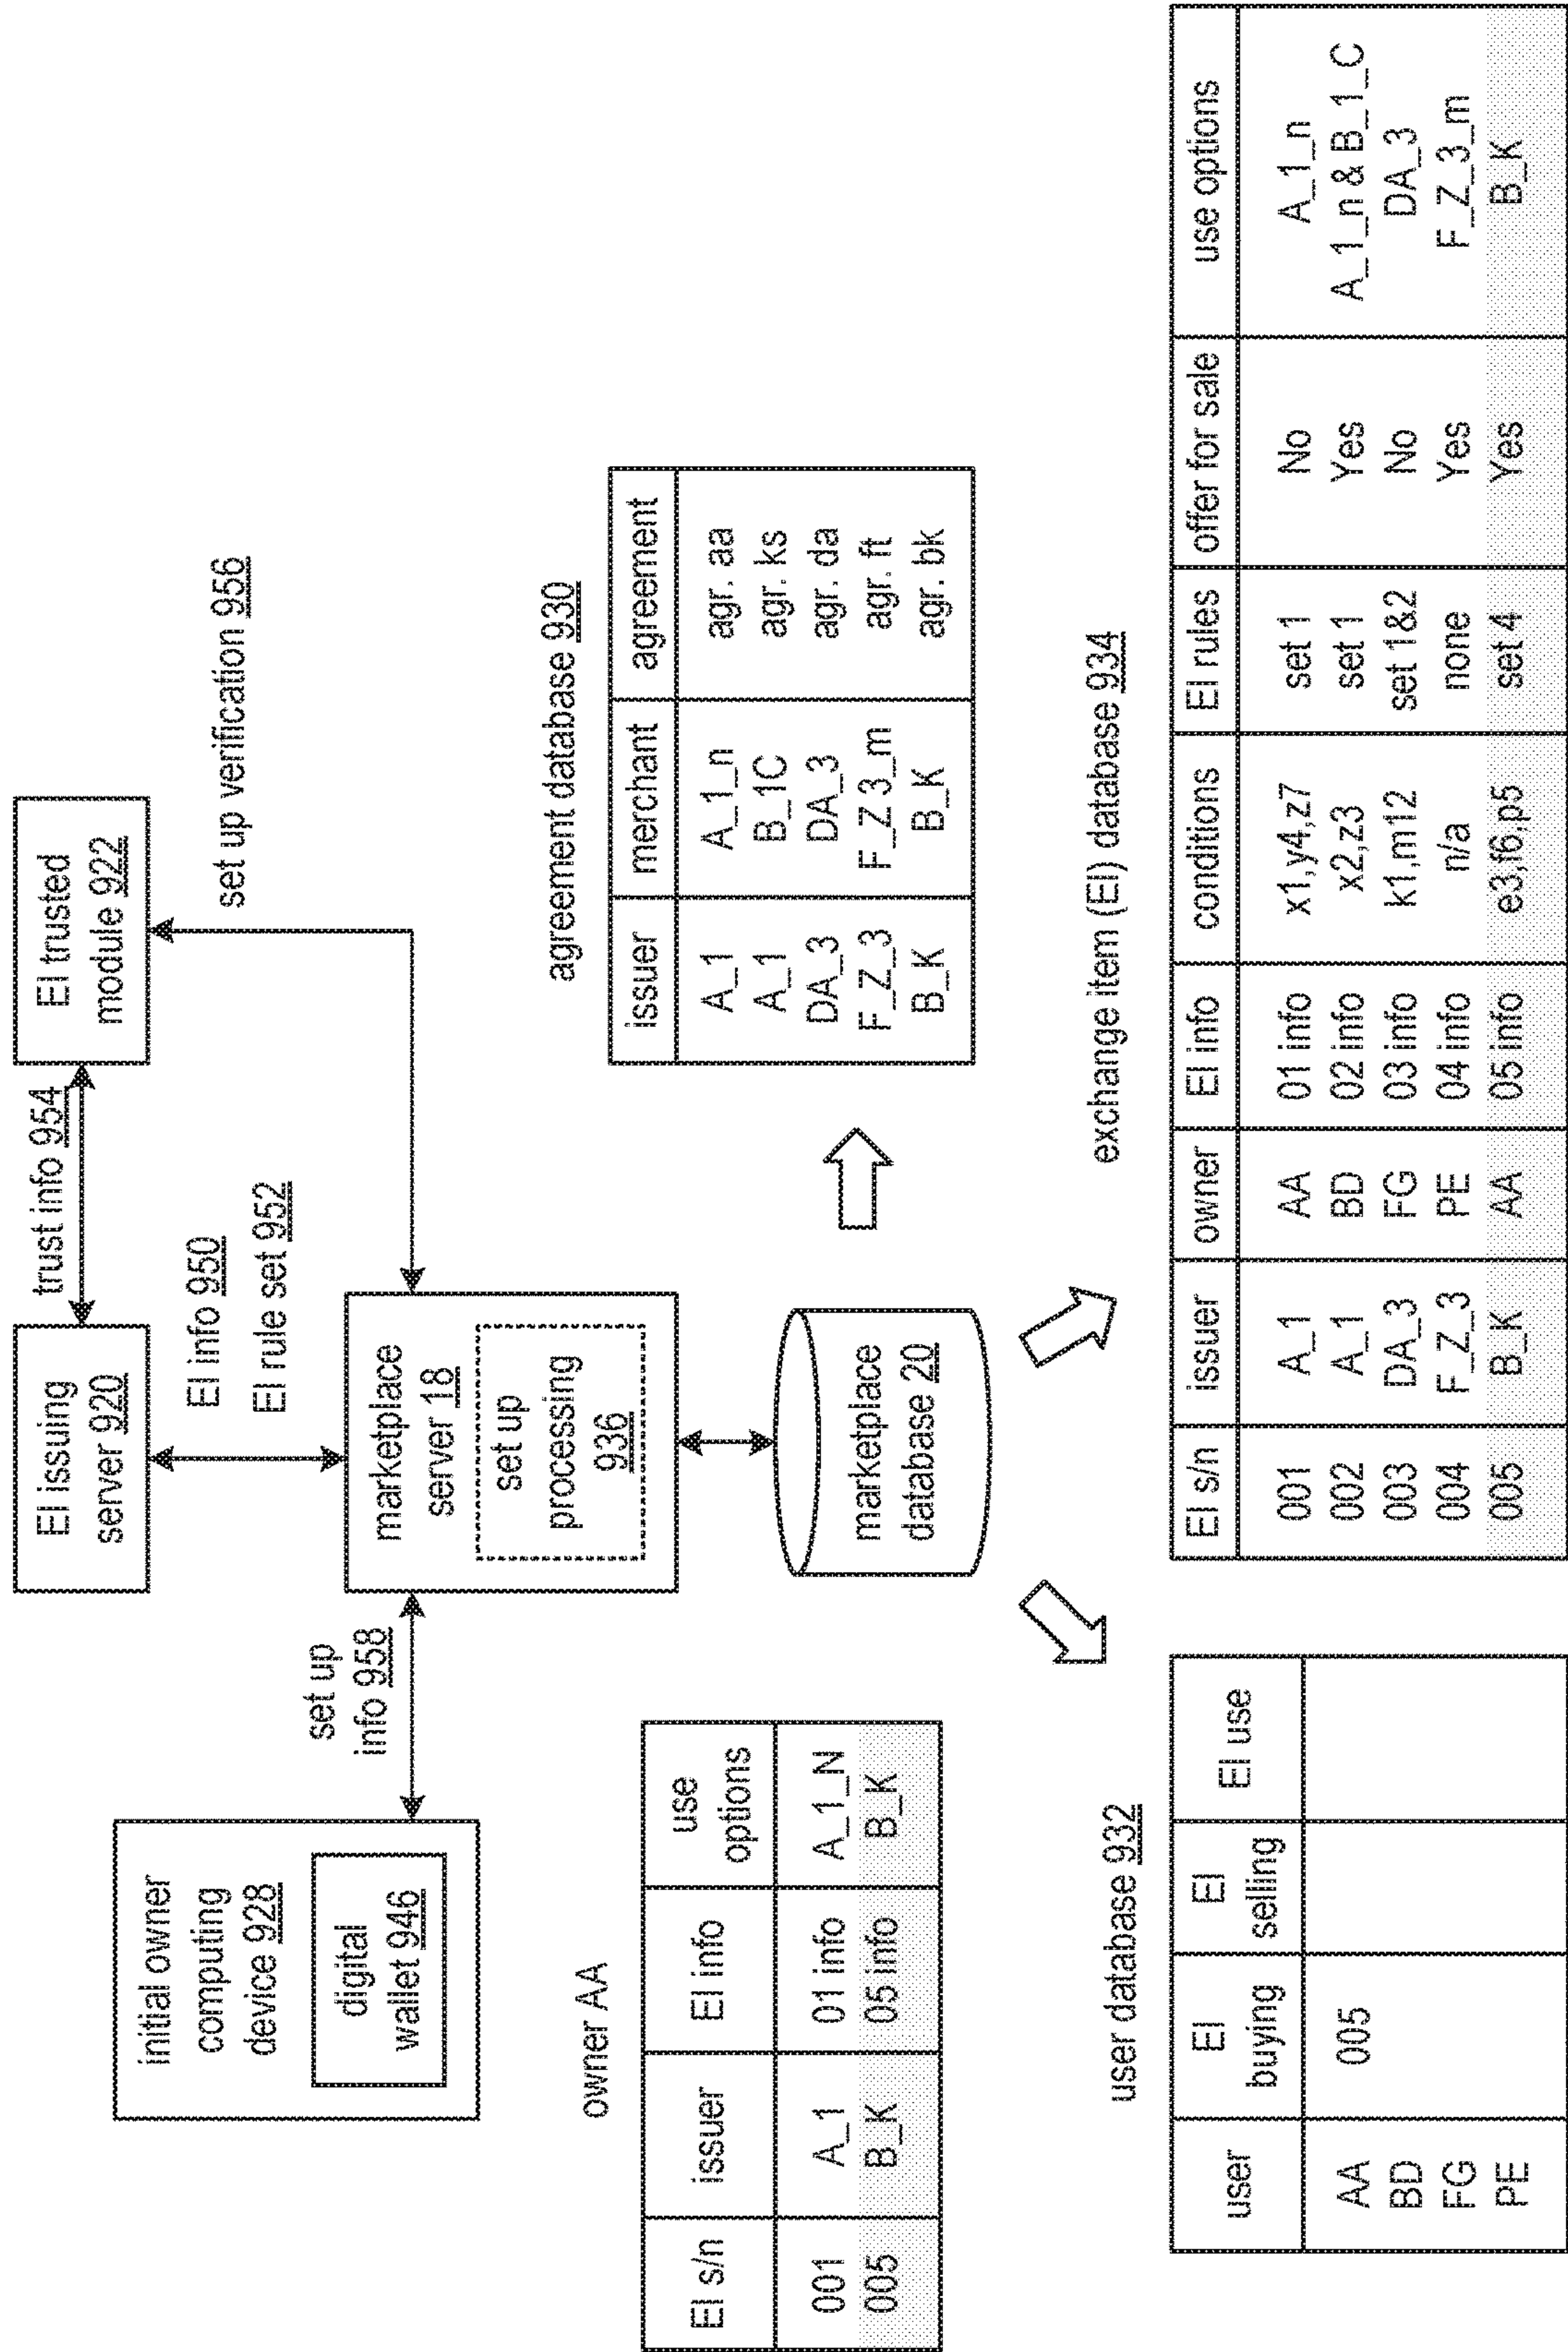 EI issuing
server 920
trust info 954
EI trusted
module 922
initial owner
computing
device 928
digital
wallet 946
set up
info 958
EI info 950
EI rule set 952
marketplace
server 18
set up
processing
936
set up verification 956
marketplace
database 20
owner AA
EI s/n issuer EI info use options
001 A_1 01 info A_1_N
005 B_K 05 info B_K
agreement database 930
issuer merchant agreement
A_1 A_1_n agr. aa
A_1 B_1C agr. ks
DA_3 DA_3 agr. da
F_Z_3 F_Z 3_m agr. ft
B_K B_K agr. bk
user database 932
user EI buying EI selling EI use
AA 005
BD
FG
PE
exchange item (EI) database 934
EI s/n issuer owner EI info conditions EI rules offer for sale use options
001 A_1 AA 01 info x1,y4,z7 set 1 No A_1_n
002 A_1 BD 02 info x2,z3 set 1 Yes A_1_n & B_1_C
003 DA_3 FG 03 info k1,m12 set 1&2 No DA_3
004 F_Z_3 PE 04 info n/a none Yes F_Z_3_m
005 B_K AA 05 info e3,f6,p5 set 4 Yes B_K